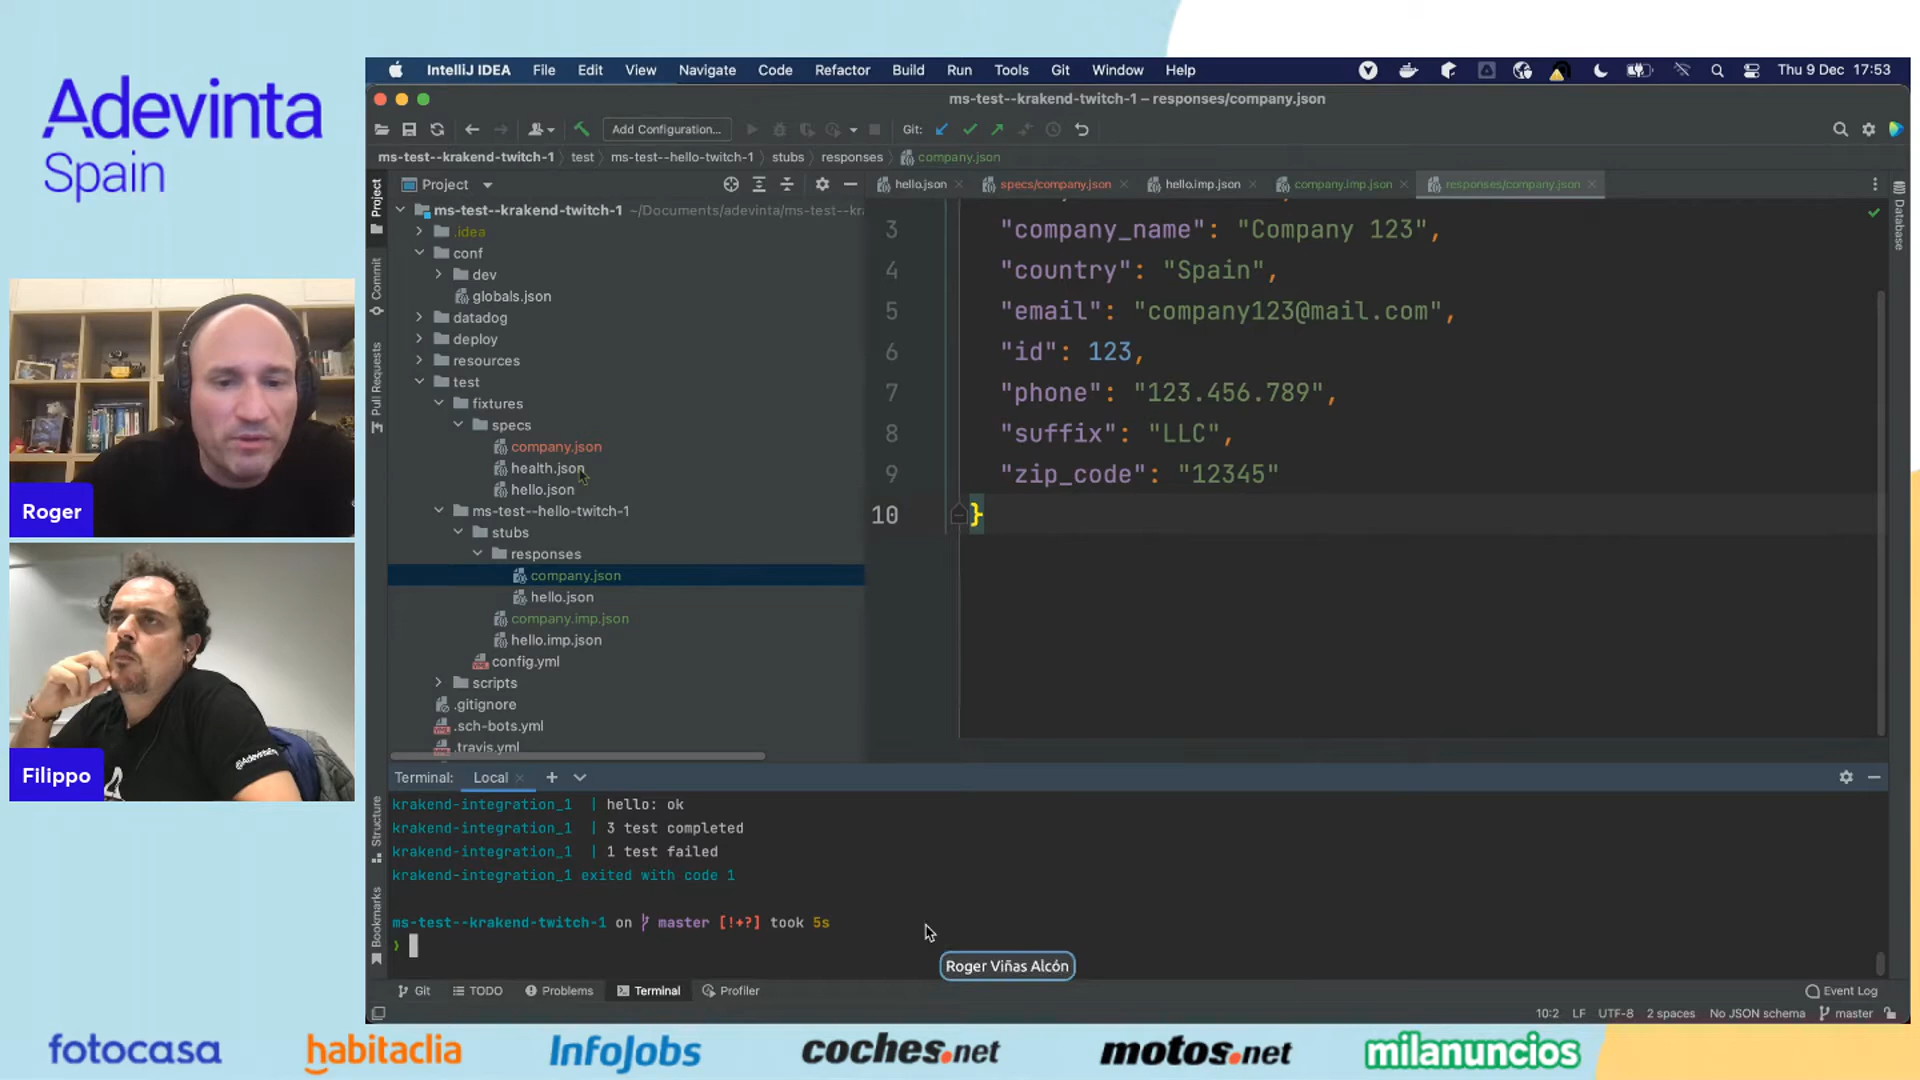 Adevinta
Spain
Roger
Filippo
@Adevinta
IntelliJ IDEA File Edit View Navigate Code Refactor Build Run Tools Git Window Help
Thu 9 Dec 17:53
ms-test--krakend-twitch-1 – responses/company.json
Add Configuration...
Git:
ms-test--krakend-twitch-1 test ms-test--hello-twitch-1 stubs responses company.json
Project
hello.json specs/company.json hello.imp.json company.imp.json responses/company.json
Project
Commit
Pull Requests
Structure
Bookmarks
Database
ms-test--krakend-twitch-1 ~/Documents/adevinta/ms-test--kr
.idea
conf
dev
globals.json
datadog
deploy
resources
test
fixtures
specs
company.json
health.json
hello.json
ms-test--hello-twitch-1
stubs
responses
company.json
hello.json
company.imp.json
hello.imp.json
config.yml
scripts
.gitignore
.sch-bots.yml
.travis.yml
3 "company_name": "Company 123",
4 "country": "Spain",
5 "email": "company123@mail.com",
6 "id": 123,
7 "phone": "123.456.789",
8 "suffix": "LLC",
9 "zip_code": "12345"
10 }
Terminal: Local
krakend-integration_1 | hello: ok
krakend-integration_1 | 3 test completed
krakend-integration_1 | 1 test failed
krakend-integration_1 exited with code 1
ms-test--krakend-twitch-1 on master [!+?] took 5s
❯
Roger Viñas Alcón
Git TODO Problems Terminal Profiler
Event Log
10:2 LF UTF-8 2 spaces No JSON schema master
fotocasa habitaclia InfoJobs coches.net motos.net milanuncios